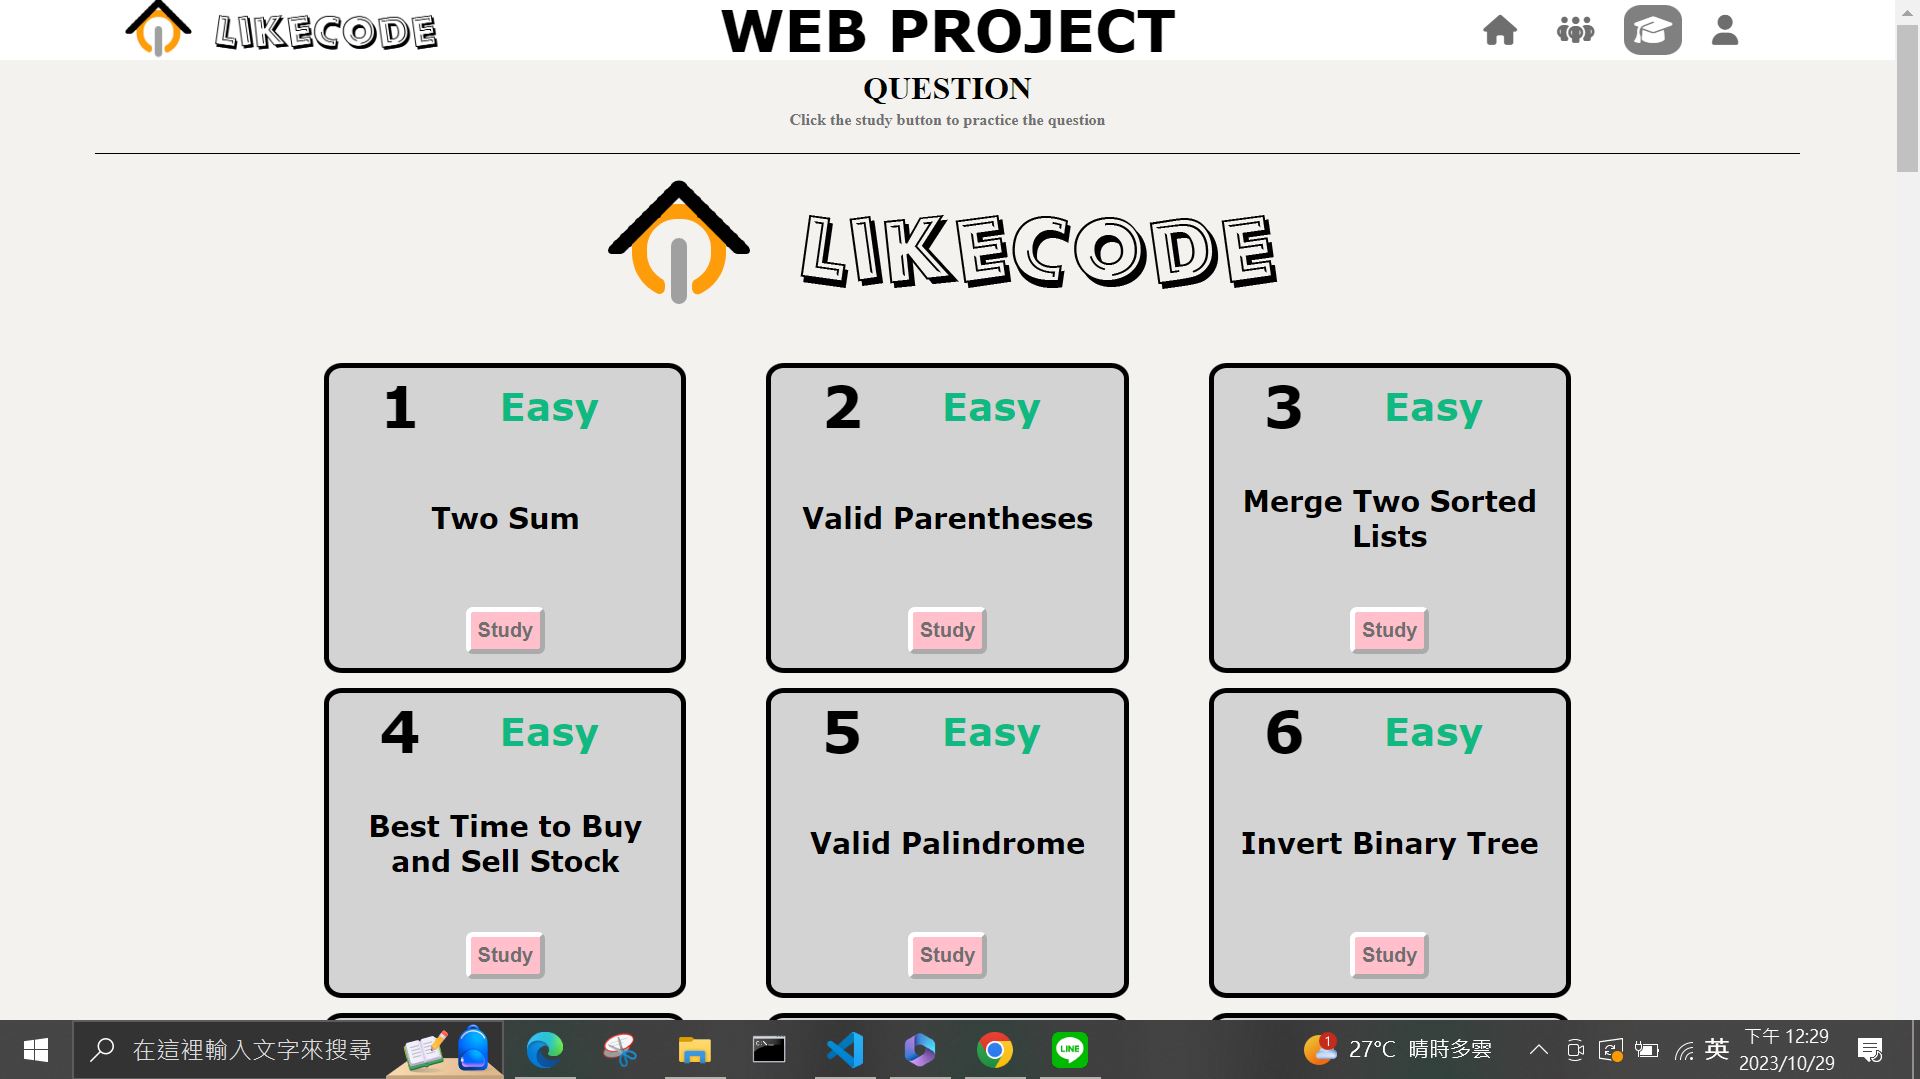 LIKECODE
WEB PROJECT
QUESTION
Click the study button to practice the question
LIKECODE
1 Easy
Two Sum
Study
2 Easy
Valid Parentheses
Study
3 Easy
Merge Two Sorted
Lists
Study
4 Easy
Best Time to Buy
and Sell Stock
Study
5 Easy
Valid Palindrome
Study
6 Easy
Invert Binary Tree
Study
在這裡輸入文字來搜尋
LINE
1
27°C 晴時多雲
英
下午 12:29
2023/10/29